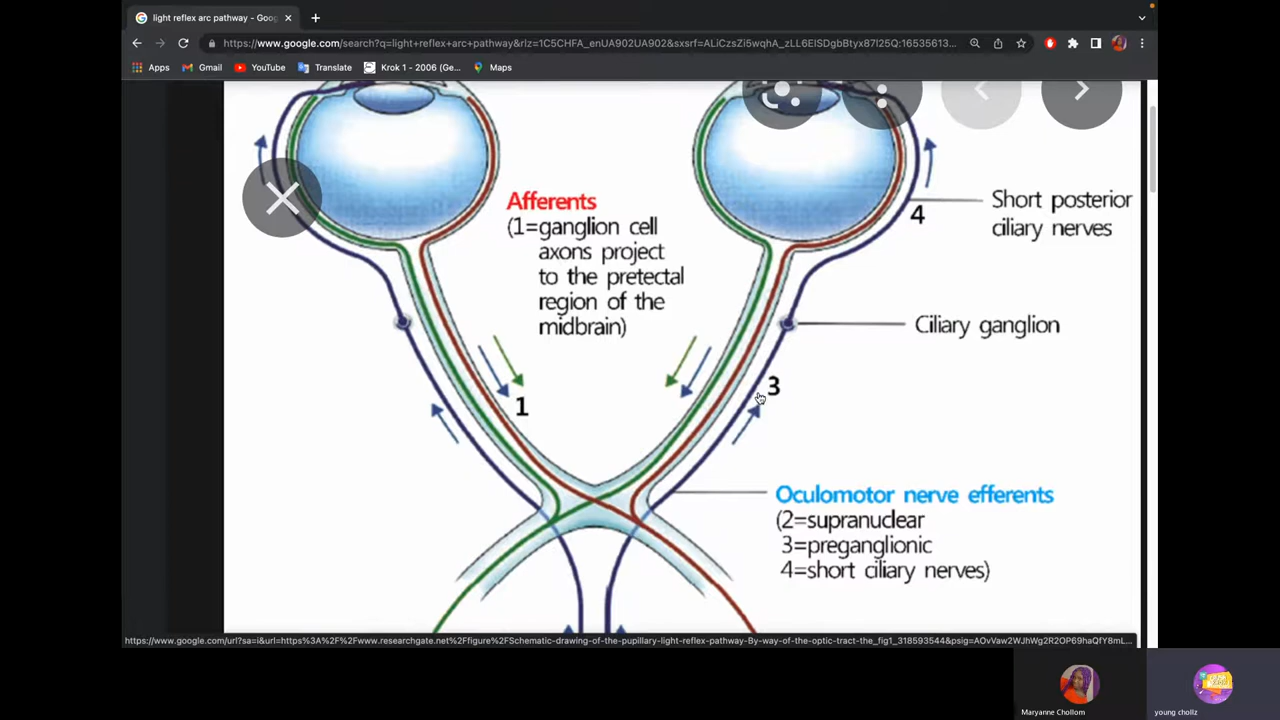 light reflex arc pathway - Goo
https://www.google.com/search?q=light+reflex+arc+pathway&rlz=1C5CHFA_enUA902UA902&sxsrf=ALiCzsZi5wqhA_zLL6ElSDgbBtyx87l25Q:16535613...
Apps
Gmail
YouTube
Translate
Krok 1 - 2006 (Ge...
Maps
Afferents
(1=ganglion cell
axons project
to the pretectal
region of the
midbrain)
4
Short posterior
ciliary nerves
Ciliary ganglion
3
1
Oculomotor nerve efferents
(2=supranuclear
3=preganglionic
4=short ciliary nerves)
https://www.google.com/url?sa=i&url=https%3A%2F%2Fwww.researchgate.net%2Ffigure%2FSchematic-drawing-of-the-pupillary-light-reflex-pathway-By-way-of-the-optic-tract-the_fig1_318593544&psig=AOvVaw2WJhWg2R2OP69haQfY8mL...
Maryanne Chollom
young chollz